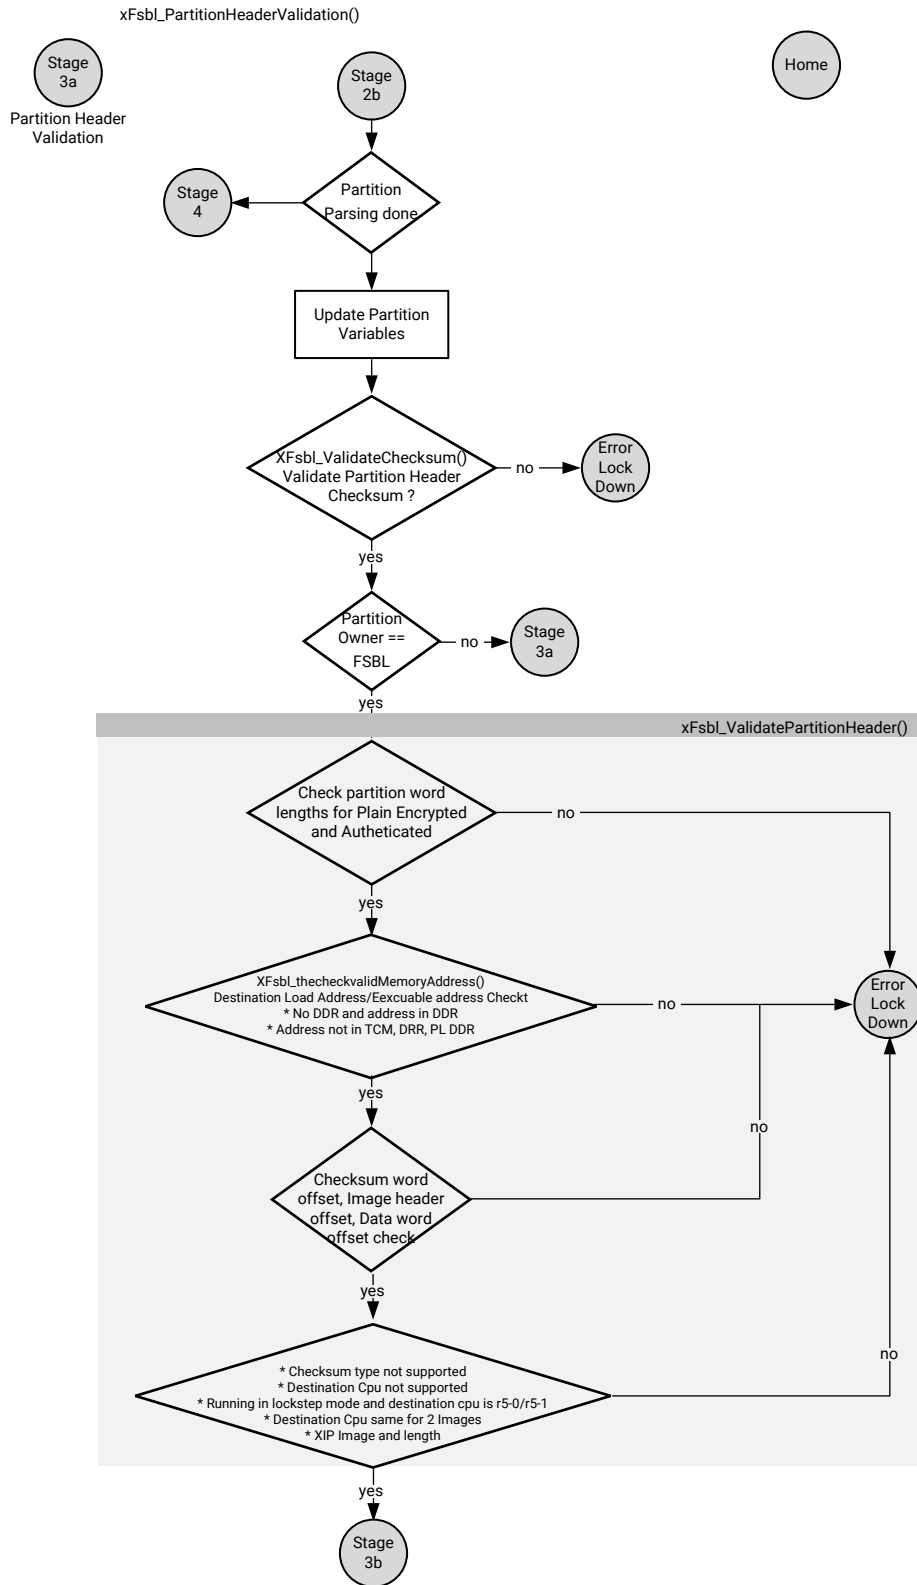 xFsbl_PartitionHeaderValidation()
Stage
3a
Partition Header
Validation
Stage
2b
Home
Partition
Parsing done
Stage
4
Update Partition
Variables
XFsbl_ValidateChecksum()
Validate Partition Header
Checksum ?
no
Error
Lock
Down
yes
Partition
Owner ==
FSBL
no
Stage
3a
yes
xFsbl_ValidatePartitionHeader()
Check partition word
lengths for Plain Encrypted
and Autheticated
no
yes
XFsbl_thecheckvalidMemoryAddress()
Destination Load Address/Eexcuable address Checkt
* No DDR and address in DDR
* Address not in TCM, DRR, PL DDR
no
Error
Lock
Down
yes
no
Checksum word
offset, Image header
offset, Data word
offset check
yes
no
* Checksum type not supported
* Destination Cpu not supported
* Running in lockstep mode and destination cpu is r5-0/r5-1
* Destination Cpu same for 2 Images
* XIP Image and length
yes
Stage
3b